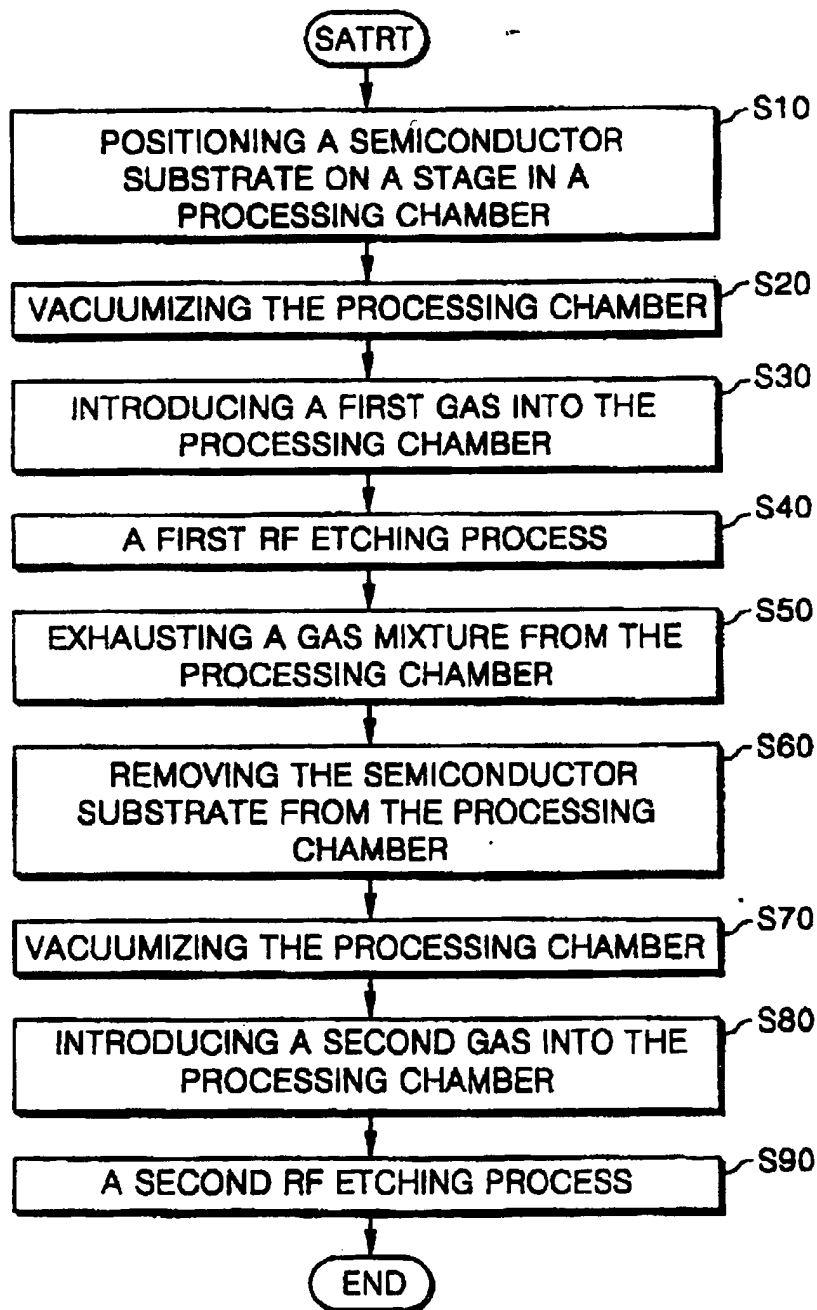 SATRT
S10
POSITIONING A SEMICONDUCTOR
SUBSTRATE ON A STAGE IN A
PROCESSING CHAMBER
S20
VACUUMIZING THE PROCESSING CHAMBER
S30
INTRODUCING A FIRST GAS INTO THE
PROCESSING CHAMBER
S40
A FIRST RF ETCHING PROCESS
S50
EXHAUSTING A GAS MIXTURE FROM THE
PROCESSING CHAMBER
S60
REMOVING THE SEMICONDUCTOR
SUBSTRATE FROM THE PROCESSING
CHAMBER
S70
VACUUMIZING THE PROCESSING CHAMBER
S80
INTRODUCING A SECOND GAS INTO THE
PROCESSING CHAMBER
S90
A SECOND RF ETCHING PROCESS
END